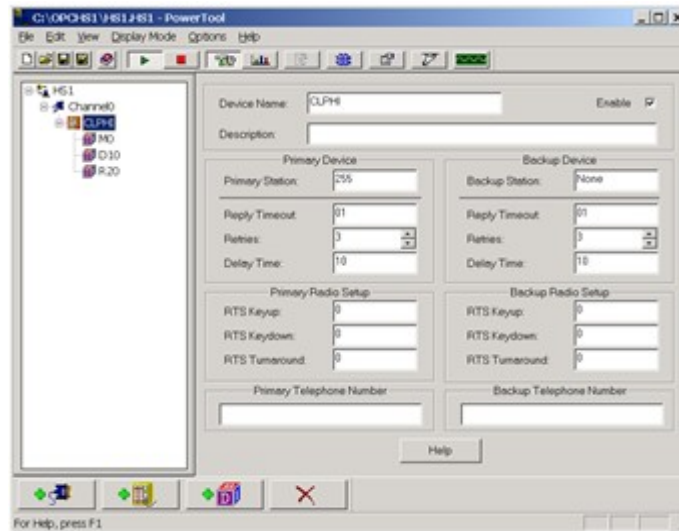 C:\OPCHS1\HS1.HS1 - PowerTool
File Edit View Display Mode Options Help
HS1
Channel0
CLPHI
M0
D10
R20
Device Name: CLPHI Enable
Description:
Primary Device
Primary Station: 255
Reply Timeout: 01
Retries: 3
Delay Time: 10
Backup Device
Backup Station: None
Reply Timeout: 01
Retries: 3
Delay Time: 10
Primary Radio Setup
RTS Keyup: 0
RTS Keydown: 0
RTS Turnaround: 0
Backup Radio Setup
RTS Keyup: 0
RTS Keydown: 0
RTS Turnaround: 0
Primary Telephone Number
Backup Telephone Number
Help
D
For Help, press F1